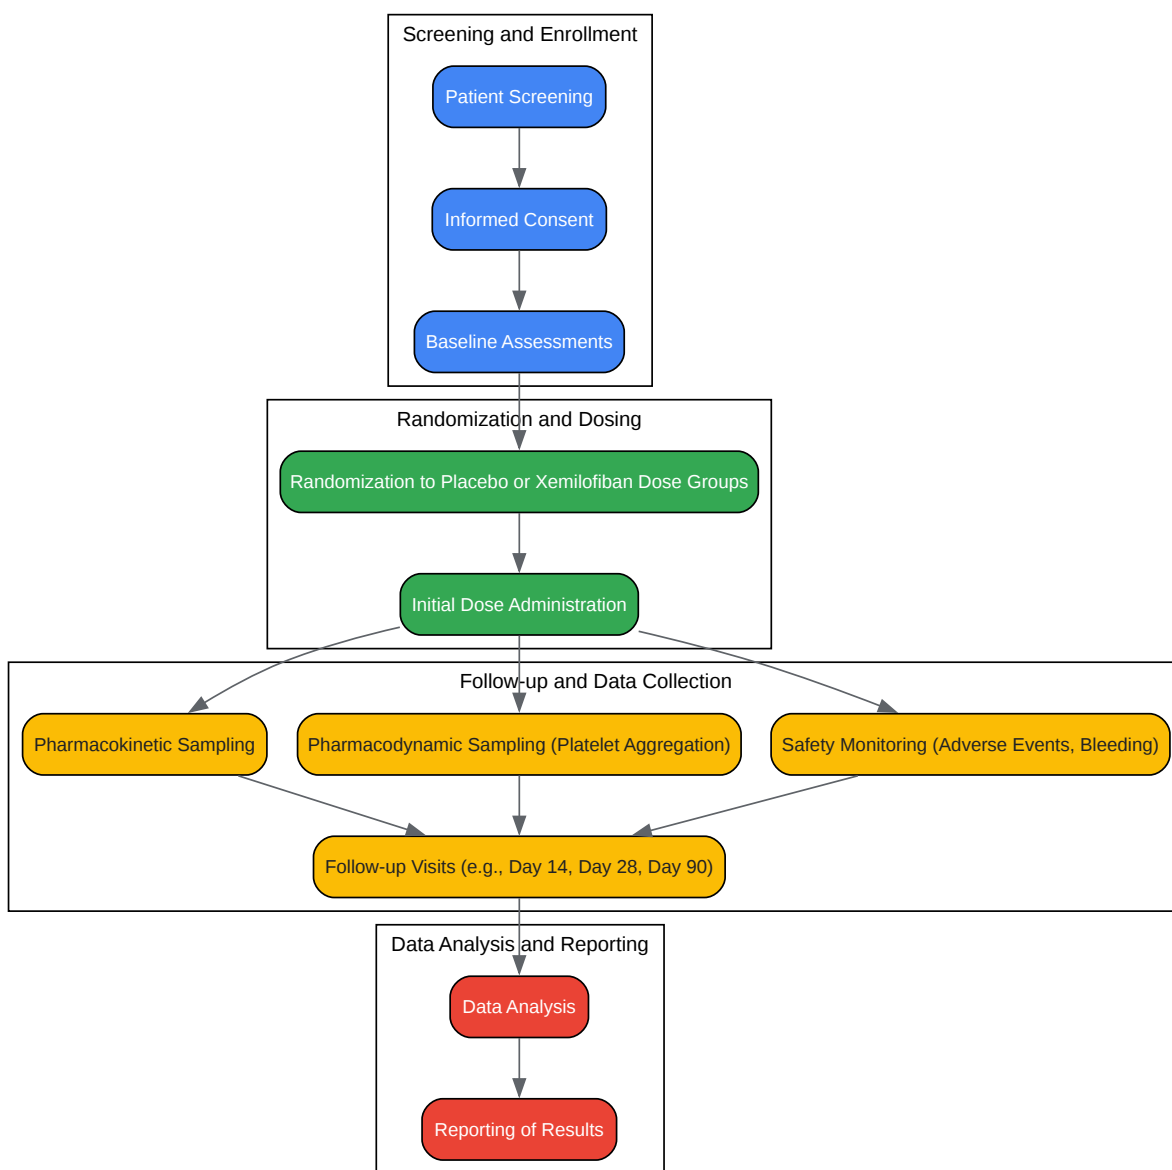 Screening and Enrollment
Patient Screening
Informed Consent
Baseline Assessments
Randomization and Dosing
Randomization to Placebo or Xemilofiban Dose Groups
Initial Dose Administration
Follow-up and Data Collection
Pharmacokinetic Sampling
Pharmacodynamic Sampling (Platelet Aggregation)
Safety Monitoring (Adverse Events, Bleeding)
Follow-up Visits (e.g., Day 14, Day 28, Day 90)
Data Analysis and Reporting
Data Analysis
Reporting of Results